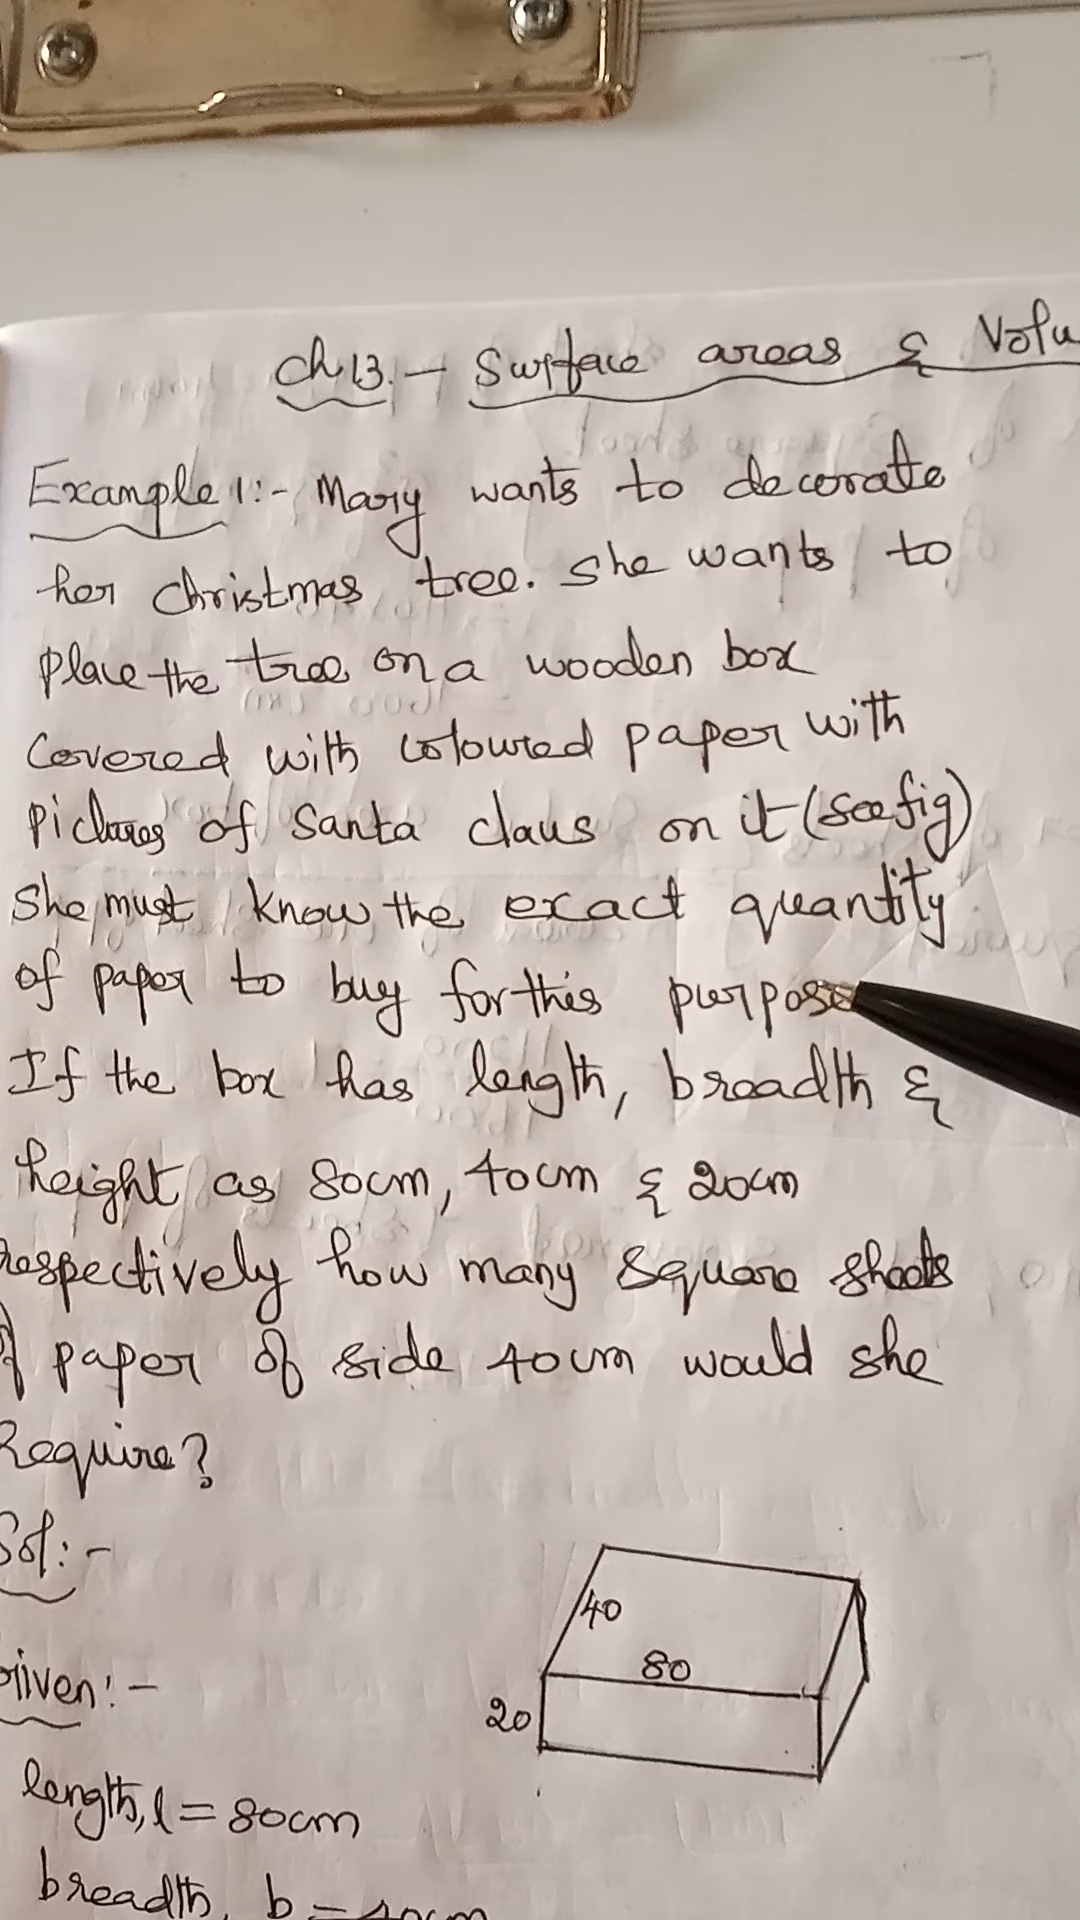 Ch 13. - Surface areas & Volu
Example 1:- Mary wants to decorate
her Christmas tree. She wants to
place the tree on a wooden box
covered with coloured paper with
pictures of Santa claus on it (see fig)
She must know the exact quantity
of paper to buy for this purpose
If the box has length, breadth &
height as 80cm, 40cm & 20cm
respectively how many square sheets
of paper of side 40cm would she
Require?
Sol:-
40
80
Given:-
20
length, l = 80cm
breadth, b = 40cm